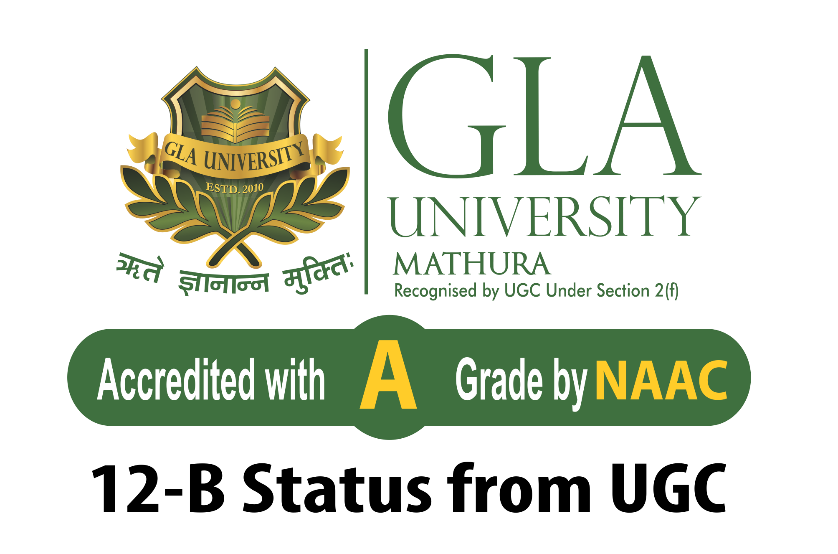 GLA UNIVERSITY
ESTD. 2010
ऋते ज्ञानान्न मुक्तिः
GLA
UNIVERSITY
MATHURA
Recognised by UGC Under Section 2(f)
Accredited with A Grade by NAAC
12-B Status from UGC